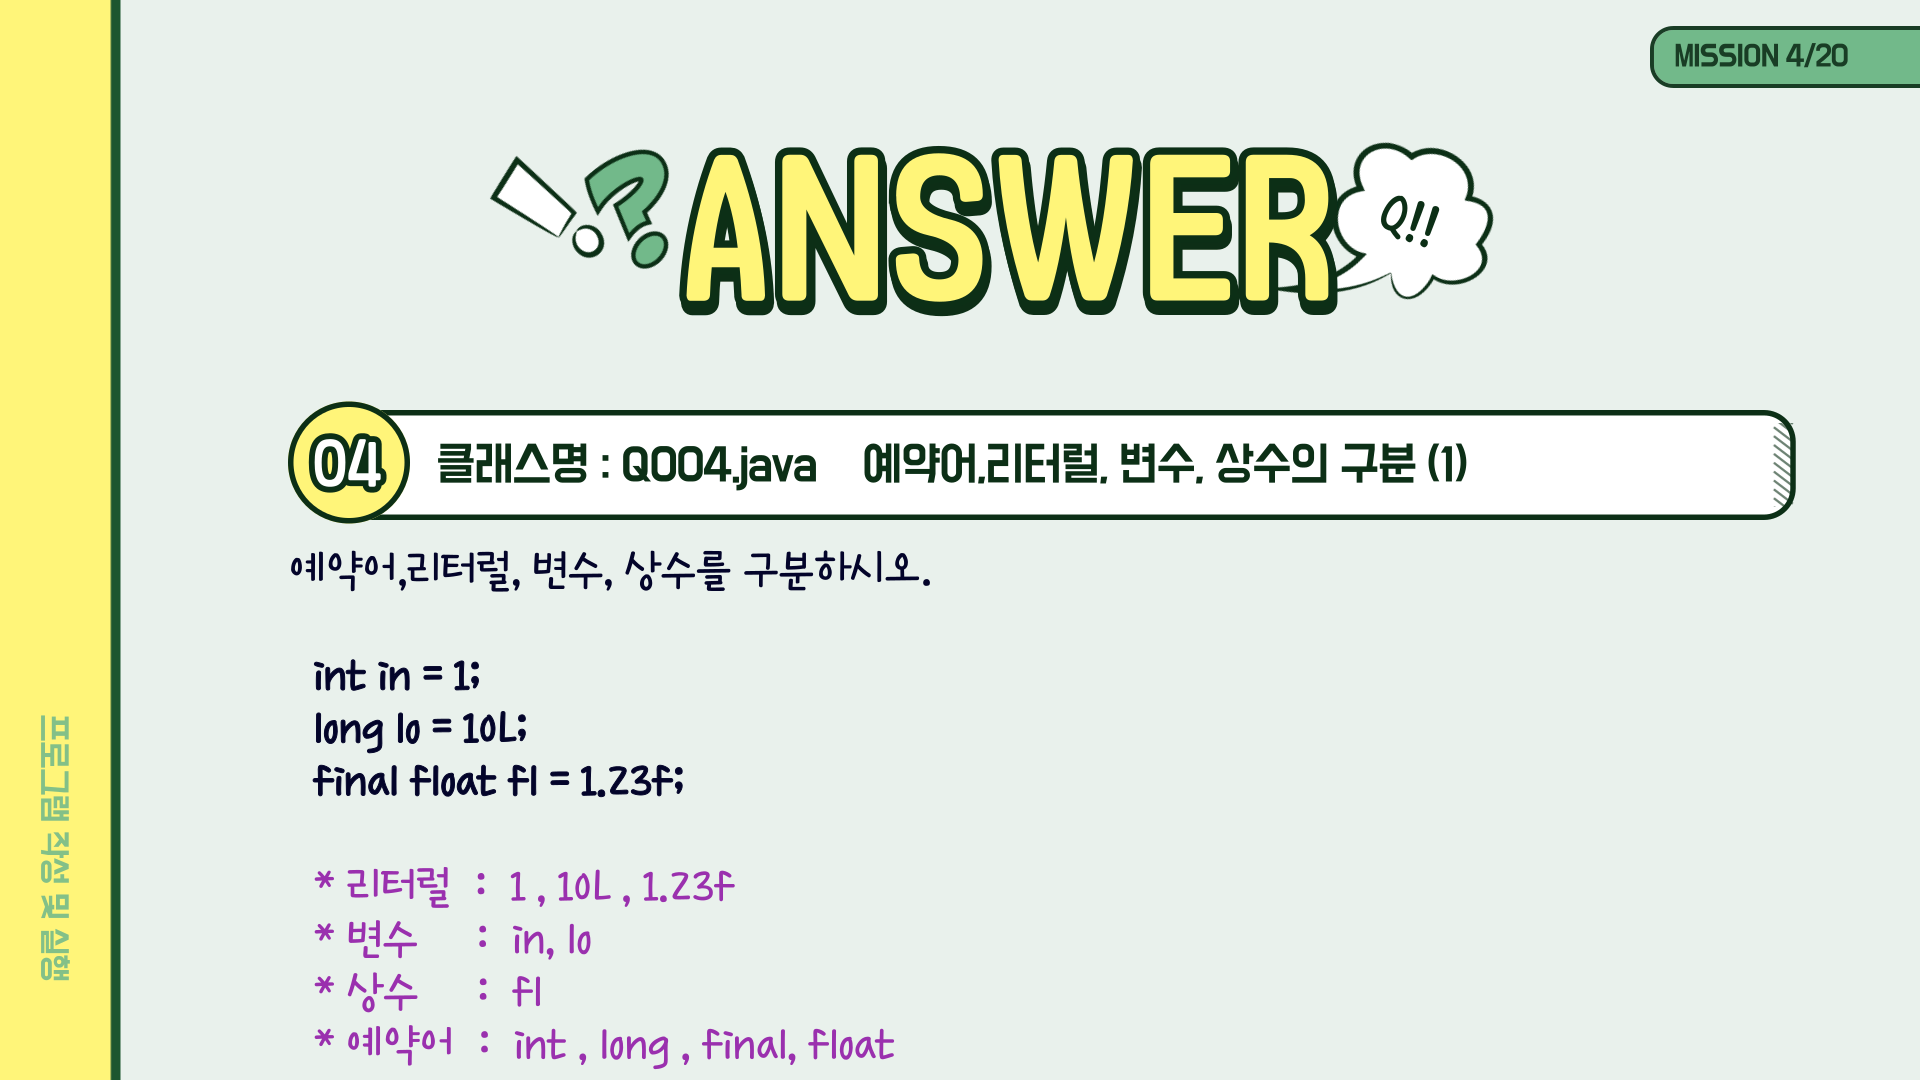 MISSION 4/20
ANSWER
Q!!
04
클래스명 : Q004.java 예약어,리터럴, 변수, 상수의 구분 (1)
예약어,리터럴, 변수, 상수를 구분하시오.
int in = 1;
long lo = 10L;
final float fl = 1.23f;
* 리터럴 : 1 , 10L , 1.23f
* 변수 : in, lo
* 상수 : fl
* 예약어 : int , long , final, float
프로그램 작성 및 실행